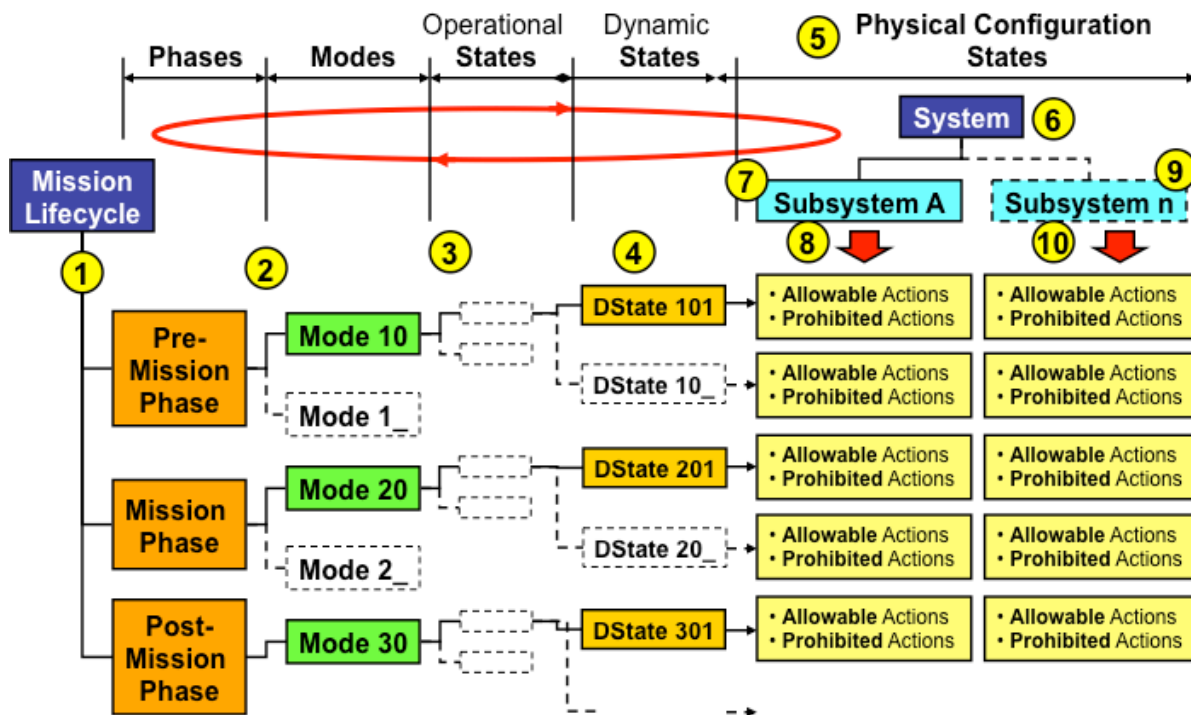 Phases
Modes
Operational
States
Dynamic
States
5
Physical Configuration
States
System
6
Mission
Lifecycle
7
Subsystem A
9
Subsystem n
1
2
3
4
8
10
Pre-
Mission
Phase
Mode 10
Mode 1_
DState 101
• Allowable Actions
• Prohibited Actions
• Allowable Actions
• Prohibited Actions
DState 10_
• Allowable Actions
• Prohibited Actions
• Allowable Actions
• Prohibited Actions
Mission
Phase
Mode 20
Mode 2_
DState 201
• Allowable Actions
• Prohibited Actions
• Allowable Actions
• Prohibited Actions
DState 20_
• Allowable Actions
• Prohibited Actions
• Allowable Actions
• Prohibited Actions
Post-
Mission
Phase
Mode 30
DState 301
• Allowable Actions
• Prohibited Actions
• Allowable Actions
• Prohibited Actions